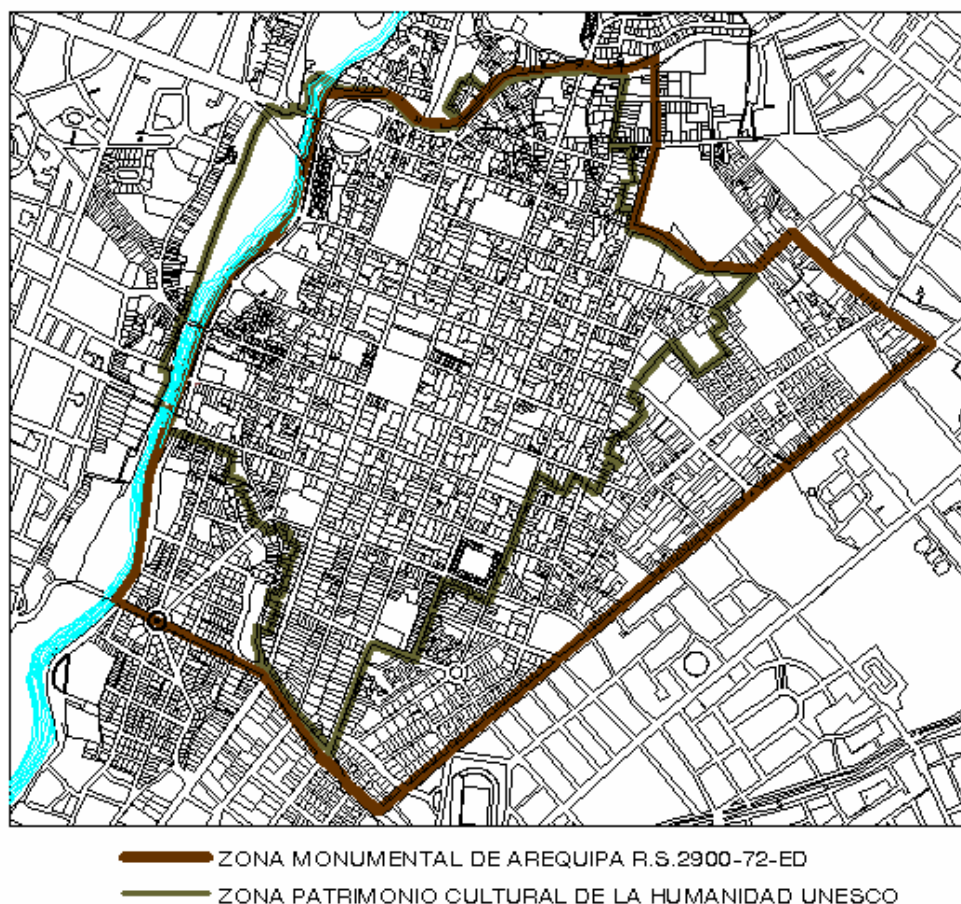 ZONA MONUMENTAL DE AREQUIPA R.S.2900-72-ED
ZONA PATRIMONIO CULTURAL DE LA HUMANIDAD UNESCO